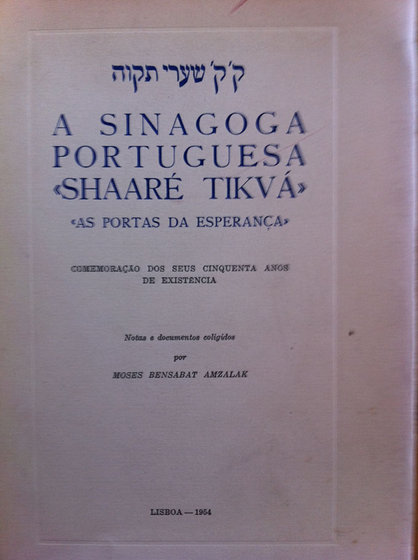 ק'ק' שערי תקוה
A SINAGOGA
PORTUGUESA
«SHAARÉ TIKVÁ»
«AS PORTAS DA ESPERANÇA»
COMEMORAÇÃO DOS SEUS CINQUENTA ANOS
DE EXISTÊNCIA
Notas e documentos coligidos
por
MOSES BENSABAT AMZALAK
LISBOA — 1954